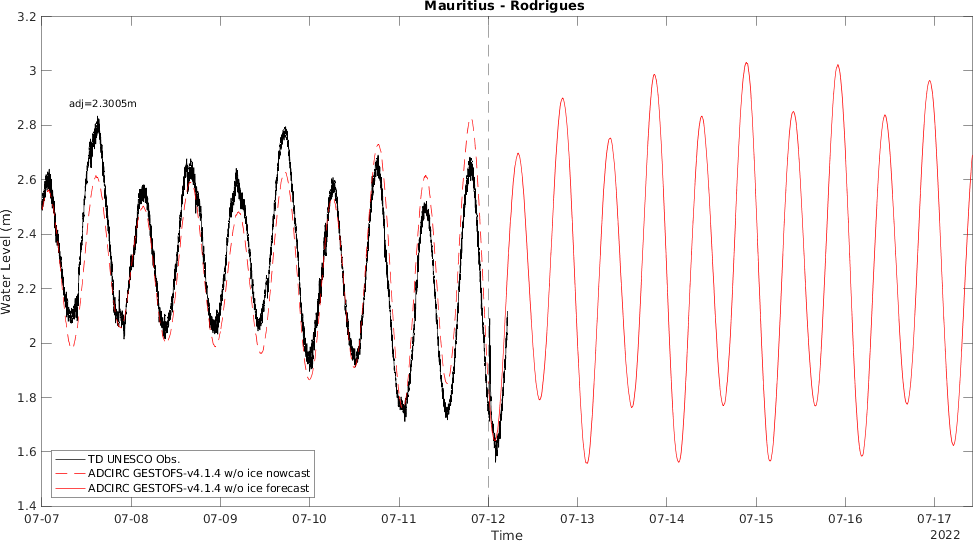 Mauritius - Rodrigues
3.2
3
2.8
2.6
2.4
2.2
2
1.8
1.6
1.4
Water Level (m)
adj=2.3005m
TD UNESCO Obs.
ADCIRC GESTOFS-v4.1.4 w/o ice nowcast
ADCIRC GESTOFS-v4.1.4 w/o ice forecast
07-07 07-08 07-09 07-10 07-11 07-12 07-13 07-14 07-15 07-16 07-17
Time
2022